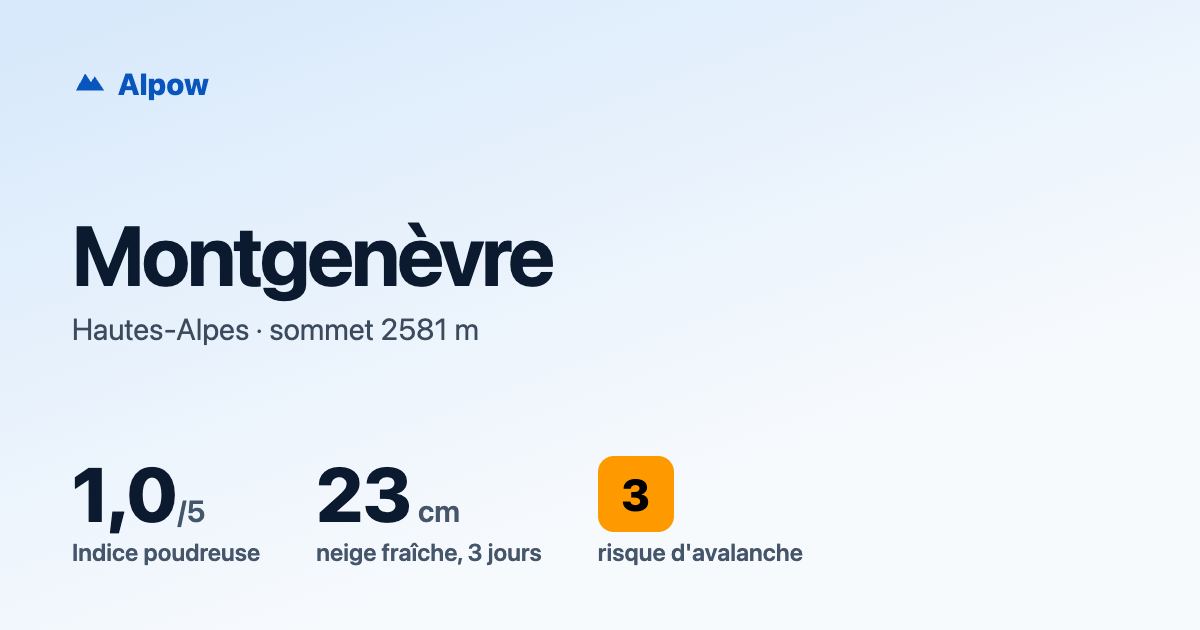 Alpow
Montgenèvre
Hautes-Alpes · sommet 2581 m
1,0/5
Indice poudreuse
23 cm
neige fraîche, 3 jours
3
risque d'avalanche